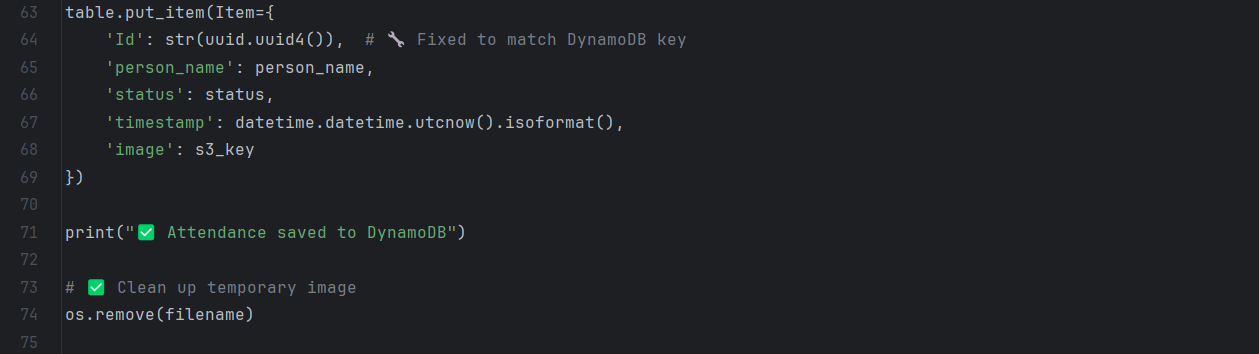 63 table.put_item(Item={
64     'Id': str(uuid.uuid4()),  # 🔧 Fixed to match DynamoDB key
65     'person_name': person_name,
66     'status': status,
67     'timestamp': datetime.datetime.utcnow().isoformat(),
68     'image': s3_key
69 })
70
71 print("✅ Attendance saved to DynamoDB")
72
73 # ✅ Clean up temporary image
74 os.remove(filename)
75